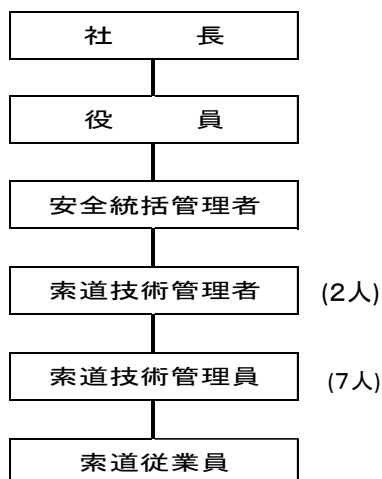 社長
役員
安全統括管理者
索道技術管理者 (2人)
索道技術管理員 (7人)
索道従業員